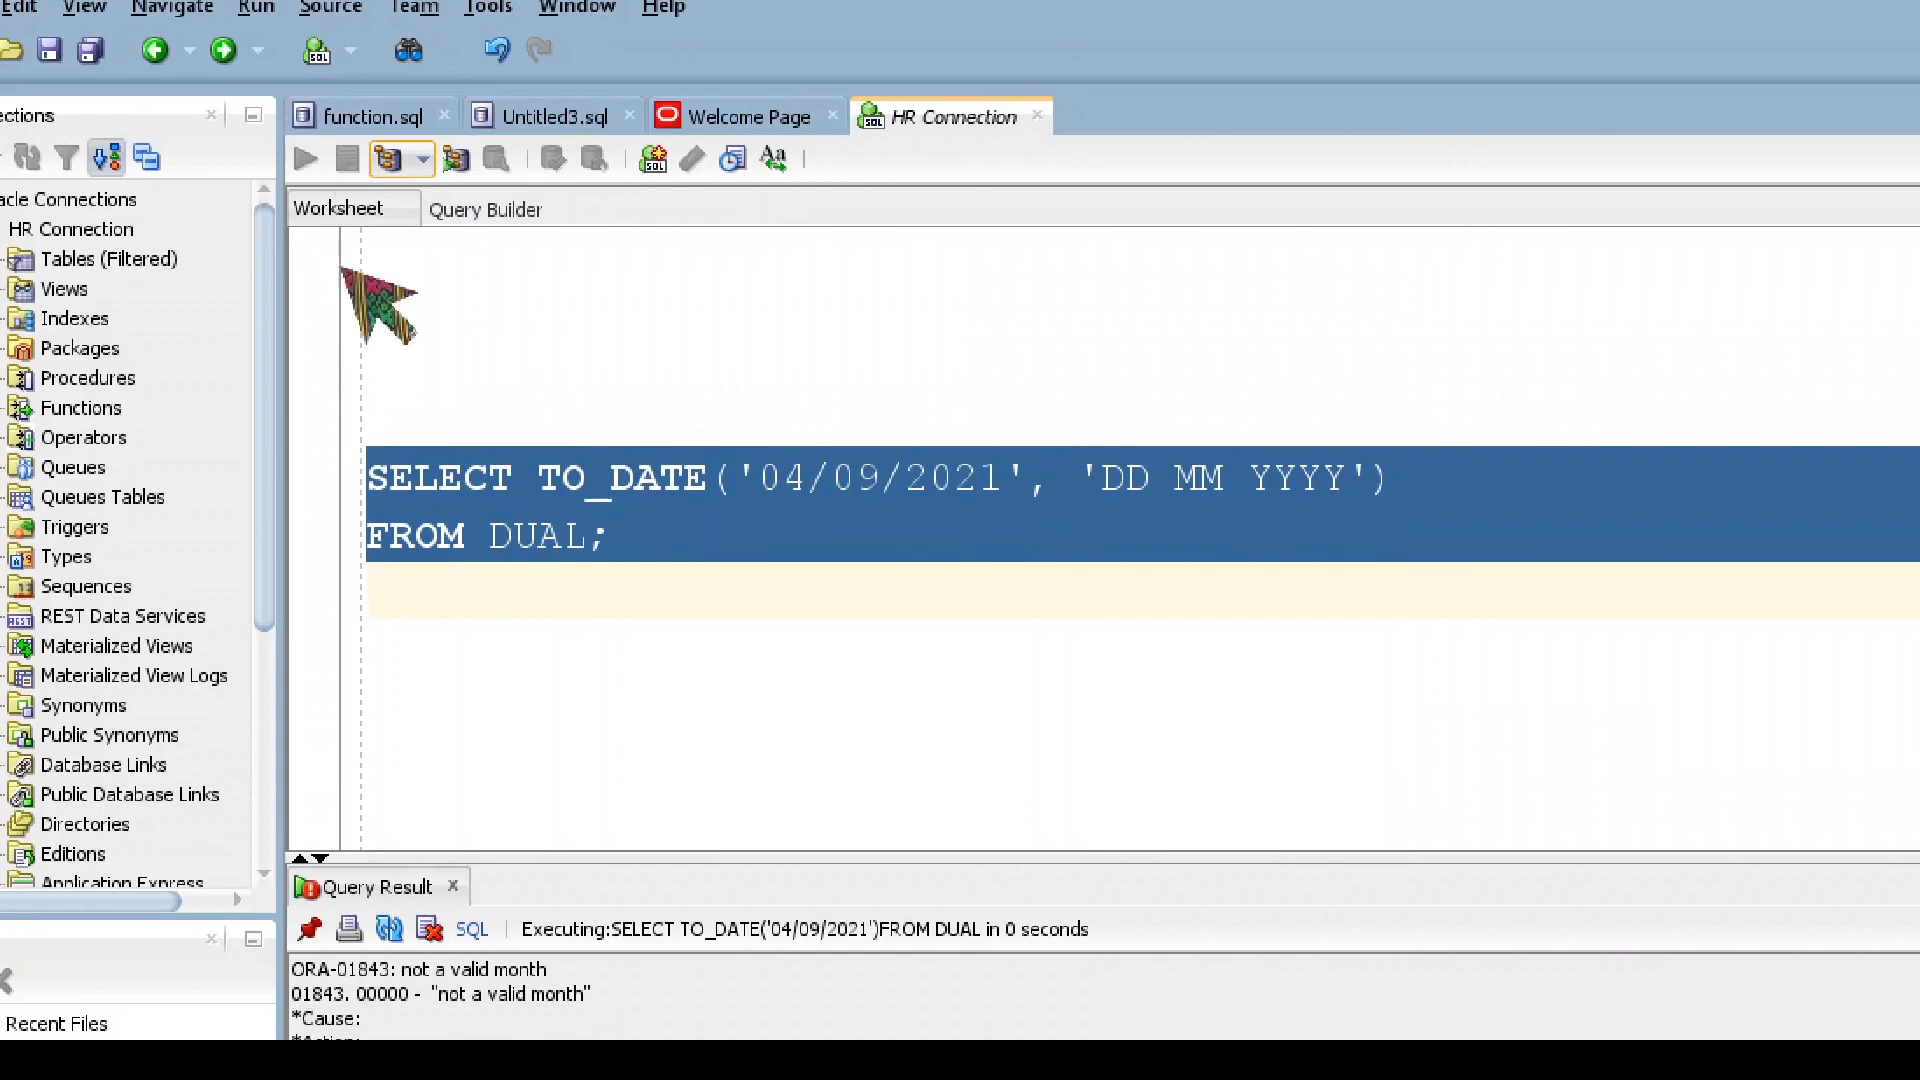 Edit View Navigate Run Source Team Tools Window Help
SQL
ections
function.sql
Untitled3.sql
Welcome Page
HR Connection
Worksheet
Query Builder
acle Connections
HR Connection
Tables (Filtered)
Views
Indexes
Packages
Procedures
Functions
Operators
Queues
Queues Tables
Triggers
Types
Sequences
REST Data Services
Materialized Views
Materialized View Logs
Synonyms
Public Synonyms
Database Links
Public Database Links
Directories
Editions
Application Express
SELECT TO_DATE('04/09/2021', 'DD MM YYYY')
FROM DUAL;
Query Result
SQL
Executing:SELECT TO_DATE('04/09/2021')FROM DUAL in 0 seconds
ORA-01843: not a valid month
01843. 00000 - "not a valid month"
*Cause:
*Action:
Recent Files